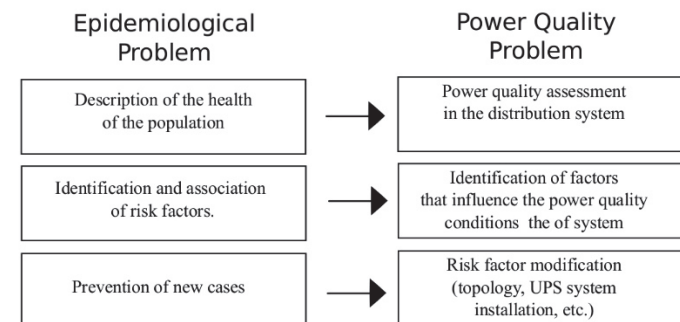 Epidemiological
Problem
Power Quality
Problem
Description of the health
of the population
Power quality assessment
in the distribution system
Identification and association
of risk factors.
Identification of factors
that influence the power quality
conditions the of system
Prevention of new cases
Risk factor modification
(topology, UPS system
installation, etc.)